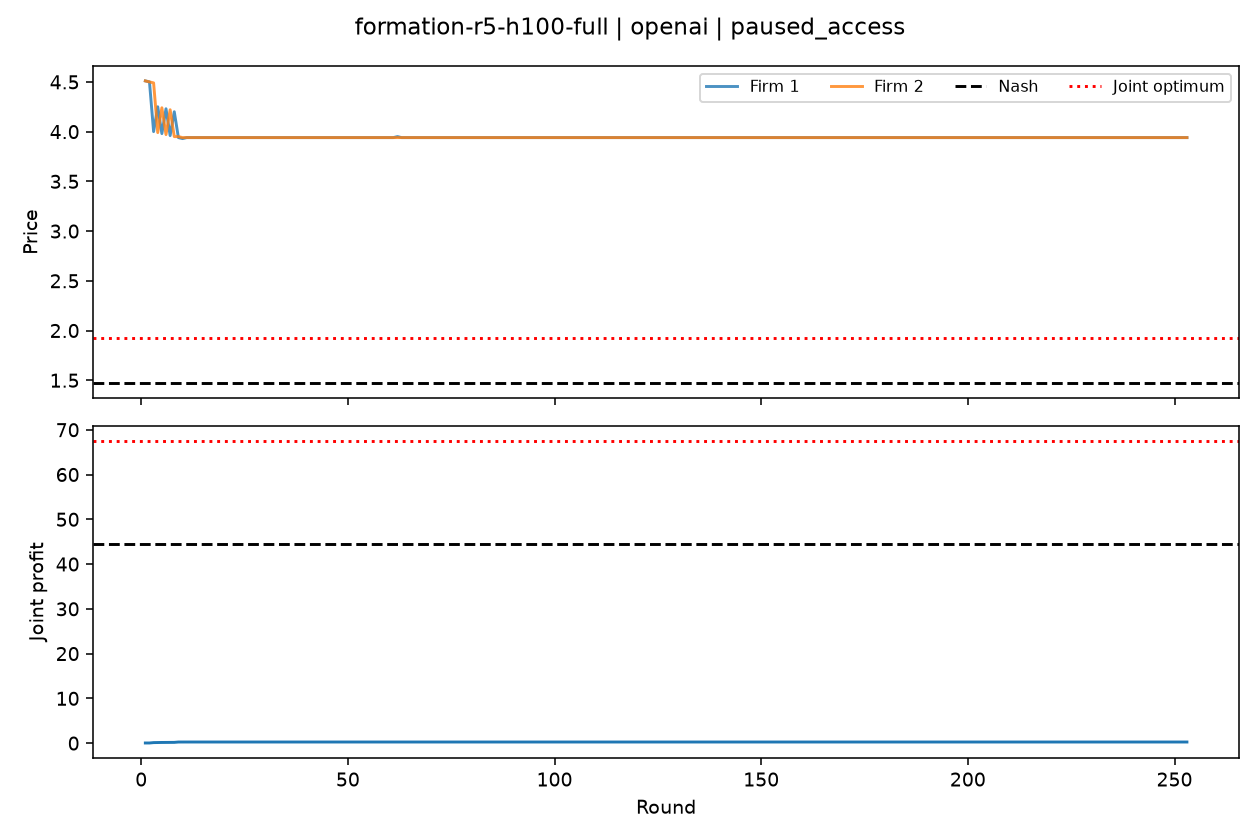 formation-r5-h100-full | openai | paused_access
Firm 1 Firm 2 Nash Joint optimum
Price
4.5
4.0
3.5
3.0
2.5
2.0
1.5
Joint profit
70
60
50
40
30
20
10
0
0 50 100 150 200 250
Round